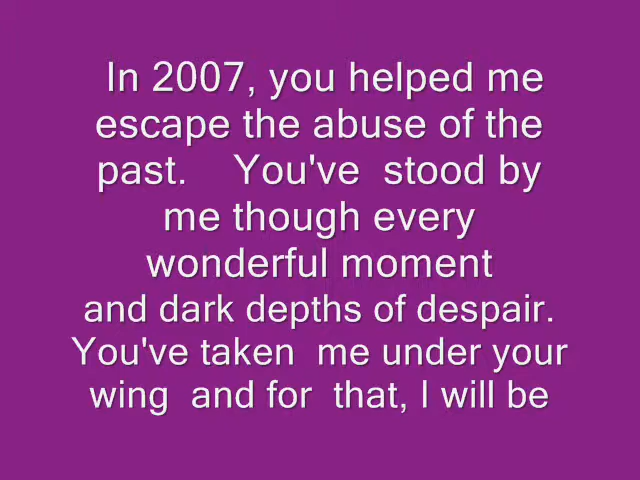 In 2007, you helped me
escape the abuse of the
past. You've stood by
me though every
wonderful moment
and dark depths of despair.
You've taken me under your
wing and for that, I will be